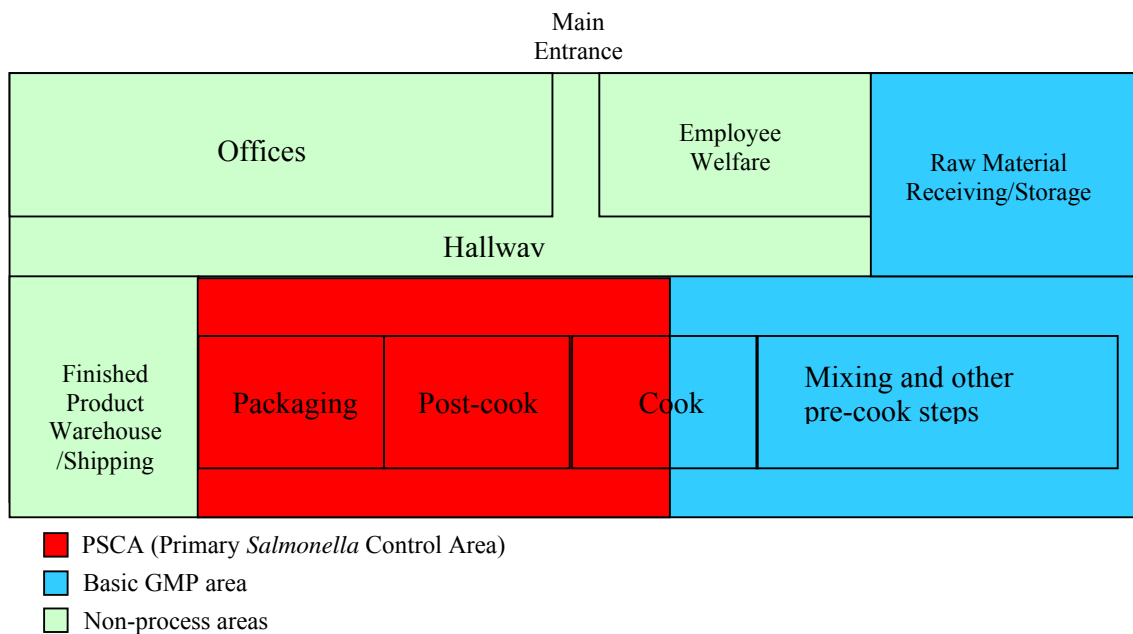 Main
Entrance
Offices
Employee
Welfare
Raw Material
Receiving/Storage
Hallway
Finished
Product
Warehouse
/Shipping
Packaging
Post-cook
Cook
Mixing and other
pre-cook steps
PSCA (Primary Salmonella Control Area)
Basic GMP area
Non-process areas